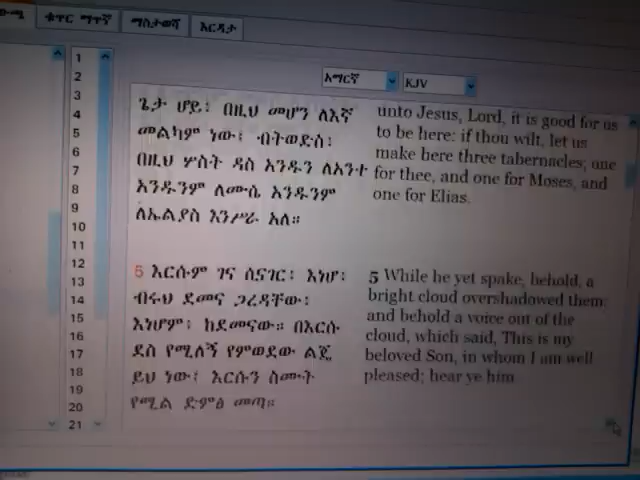 ቁጥር ማጥኛ
ማስታወሻ
እርዳታ
አማርኛ
KJV
1
2
3
4
5
6
7
8
9
10
11
12
13
14
15
16
17
18
19
20
21
ጌታ ሆይ፣ በዚህ መሆን ለእኛ
መልካም ነው፤ ብትወድስ፣
በዚህ ሦስት ዳስ አንዱን ለአንተ
አንዱንም ለሙሴ አንዱንም
ለኤልያስ እንሥራ አለ።
5 እርሱም ገና ሲናገር፣ እነሆ፣
ብሩህ ደመና ጋረዳቸው፣
እነሆም፣ ከደመናው። በእርሱ
ደስ የሚለኝ የምወደው ልጄ
ይህ ነው፤ እርሱን ስሙት
የሚል ድምፅ መጣ።
unto Jesus, Lord, it is good for us
to be here: if thou wilt, let us
make here three tabernacles; one
for thee, and one for Moses, and
one for Elias.
5 While he yet spake, behold, a
bright cloud overshadowed them:
and behold a voice out of the
cloud, which said, This is my
beloved Son, in whom I am well
pleased; hear ye him